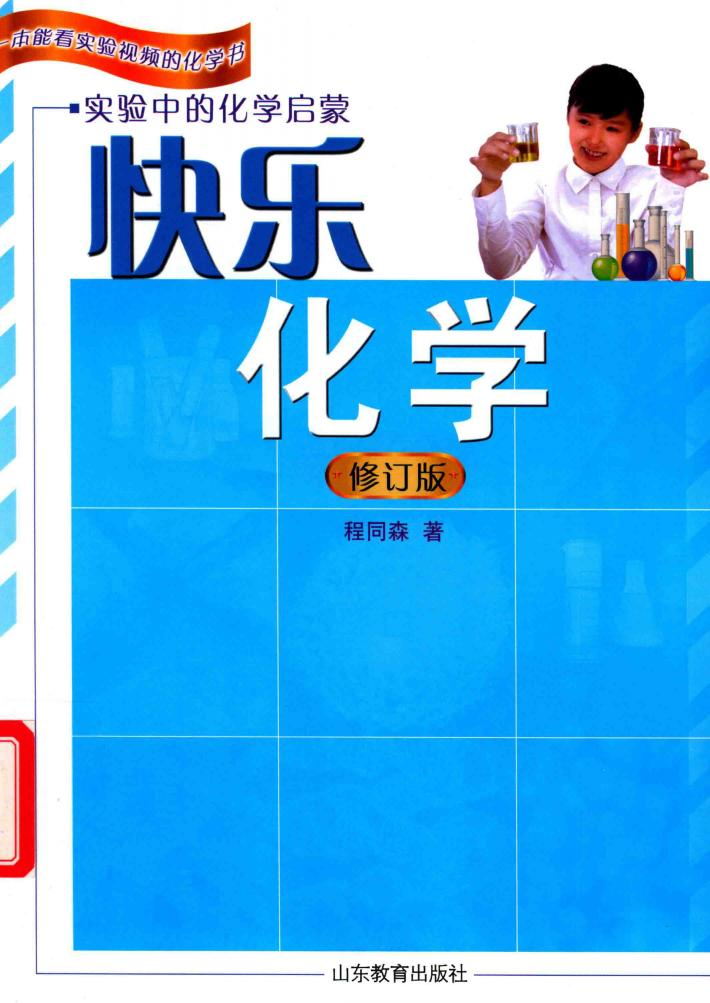 一本能看实验视频的化学书
实验中的化学启蒙
快乐
化学
修订版
程同森 著
山东教育出版社